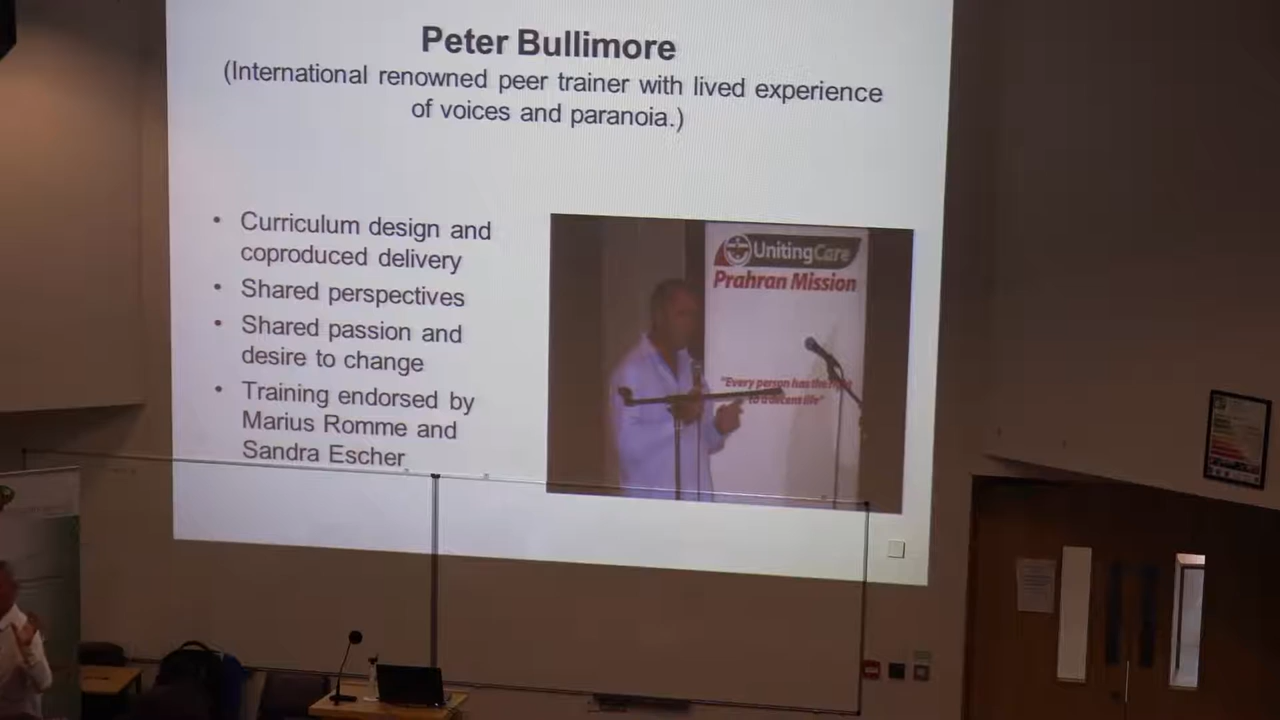 Peter Bullimore
(International renowned peer trainer with lived experience
of voices and paranoia.)
• Curriculum design and
coproduced delivery
• Shared perspectives
• Shared passion and
desire to change
• Training endorsed by
Marius Romme and
Sandra Escher
UnitingCare
Prahran Mission
"Every person has the right
to a decent life"